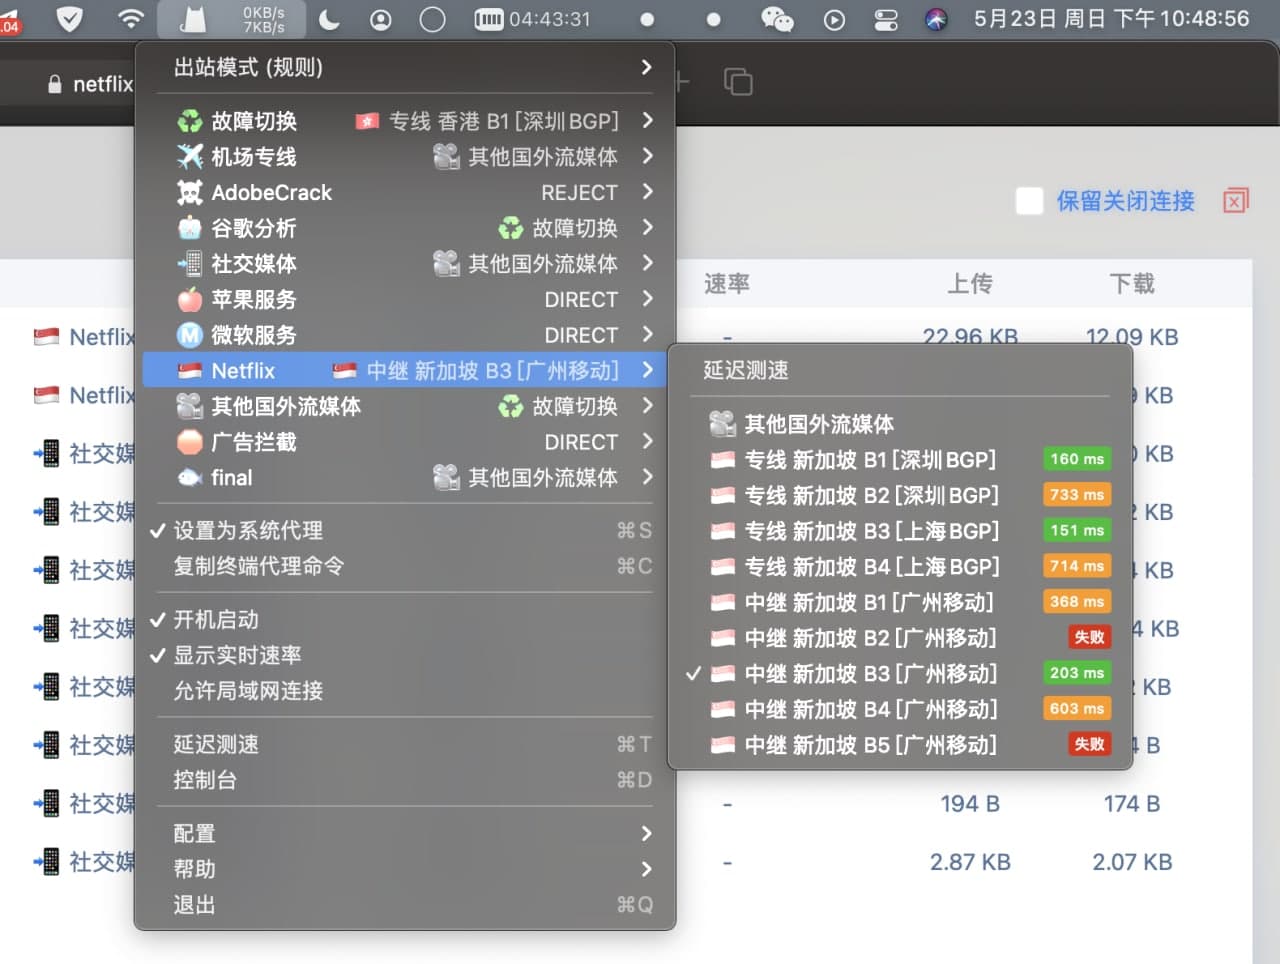 .04
0KB/s
7KB/s
04:43:31
5月23日 周日 下午 10:48:56
netflix
出站模式 (规则)
故障切换 专线 香港 B1 [深圳BGP]
机场专线 其他国外流媒体
AdobeCrack REJECT
谷歌分析 故障切换
社交媒体 其他国外流媒体
苹果服务 DIRECT
微软服务 DIRECT
Netflix 中继 新加坡 B3 [广州移动]
其他国外流媒体 故障切换
广告拦截 DIRECT
final 其他国外流媒体
设置为系统代理 ⌘S
复制终端代理命令 ⌘C
开机启动
显示实时速率
允许局域网连接
延迟测速 ⌘T
控制台 ⌘D
配置
帮助
退出 ⌘Q
延迟测速
其他国外流媒体
专线 新加坡 B1 [深圳BGP] 160 ms
专线 新加坡 B2 [深圳BGP] 733 ms
专线 新加坡 B3 [上海BGP] 151 ms
专线 新加坡 B4 [上海BGP] 714 ms
中继 新加坡 B1 [广州移动] 368 ms
中继 新加坡 B2 [广州移动] 失败
中继 新加坡 B3 [广州移动] 203 ms
中继 新加坡 B4 [广州移动] 603 ms
中继 新加坡 B5 [广州移动] 失败
保留关闭连接
速率 上传 下载
Netflix - 22.96 KB 12.09 KB
Netflix KB
社交媒 KB
社交媒 2 KB
社交媒 KB
社交媒 4 KB
社交媒 KB
社交媒 4 B
社交媒 - 194 B 174 B
社交媒 - 2.87 KB 2.07 KB